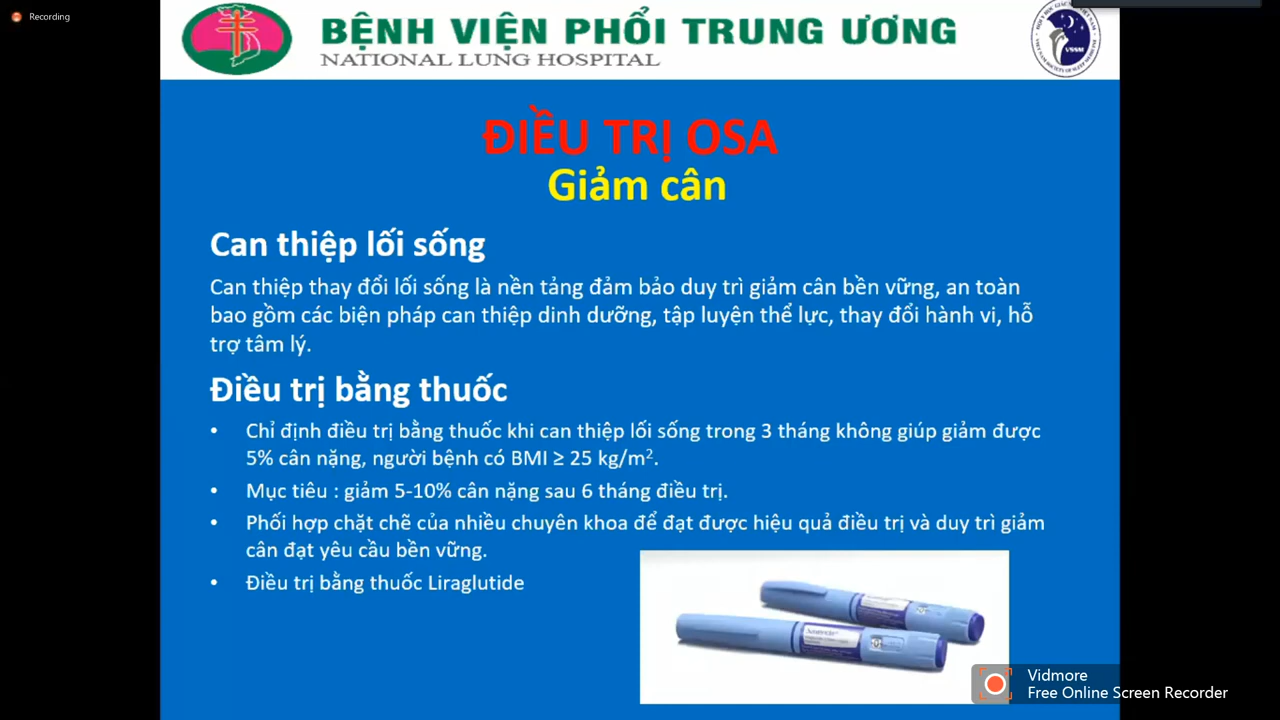 Recording
BỆNH VIỆN PHỔI TRUNG ƯƠNG
NATIONAL LUNG HOSPITAL
VSSM
ĐIỀU TRỊ OSA
Giảm cân
Can thiệp lối sống
Can thiệp thay đổi lối sống là nền tảng đảm bảo duy trì giảm cân bền vững, an toàn
bao gồm các biện pháp can thiệp dinh dưỡng, tập luyện thể lực, thay đổi hành vi, hỗ
trợ tâm lý.
Điều trị bằng thuốc
• Chỉ định điều trị bằng thuốc khi can thiệp lối sống trong 3 tháng không giúp giảm được
5% cân nặng, người bệnh có BMI ≥ 25 kg/m².
• Mục tiêu : giảm 5-10% cân nặng sau 6 tháng điều trị.
• Phối hợp chặt chẽ của nhiều chuyên khoa để đạt được hiệu quả điều trị và duy trì giảm
cân đạt yêu cầu bền vững.
• Điều trị bằng thuốc Liraglutide
Vidmore
Free Online Screen Recorder